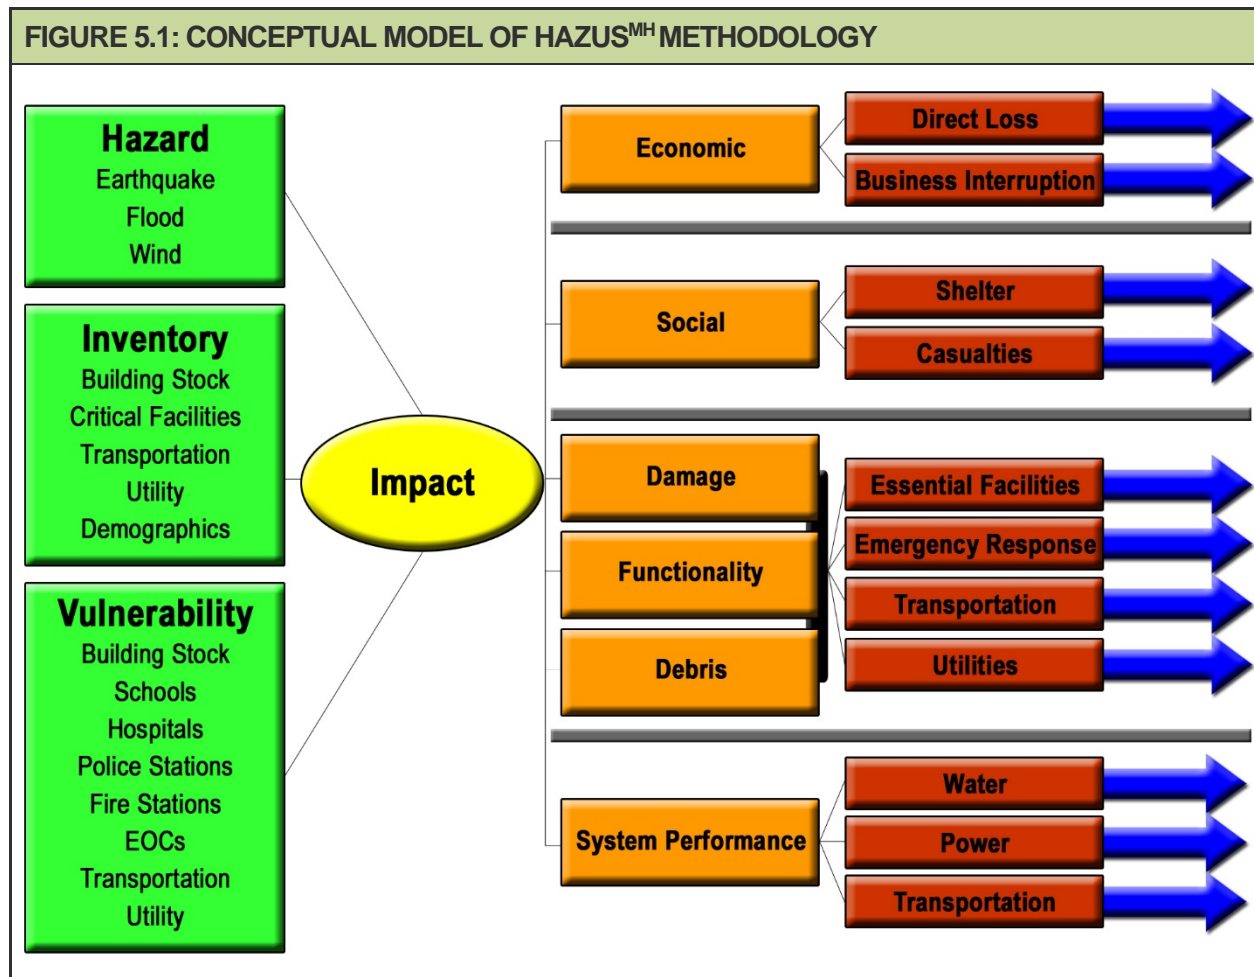 FIGURE 5.1: CONCEPTUAL MODEL OF HAZUS^MH METHODOLOGY
Hazard
Earthquake
Flood
Wind
Inventory
Building Stock
Critical Facilities
Transportation
Utility
Demographics
Vulnerability
Building Stock
Schools
Hospitals
Police Stations
Fire Stations
EOCs
Transportation
Utility
Impact
Economic
Direct Loss
Business Interruption
Social
Shelter
Casualties
Damage
Functionality
Debris
Essential Facilities
Emergency Response
Transportation
Utilities
System Performance
Water
Power
Transportation